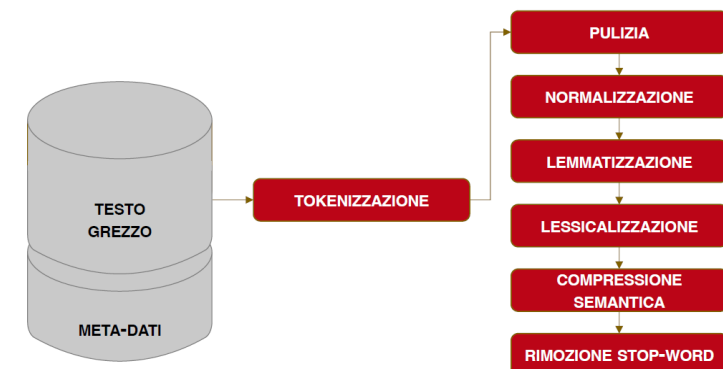 TESTO
GREZZO
META-DATI
TOKENIZZAZIONE
PULIZIA
NORMALIZZAZIONE
LEMMATIZZAZIONE
LESSICALIZZAZIONE
COMPRESSIONE
SEMANTICA
RIMOZIONE STOP-WORD